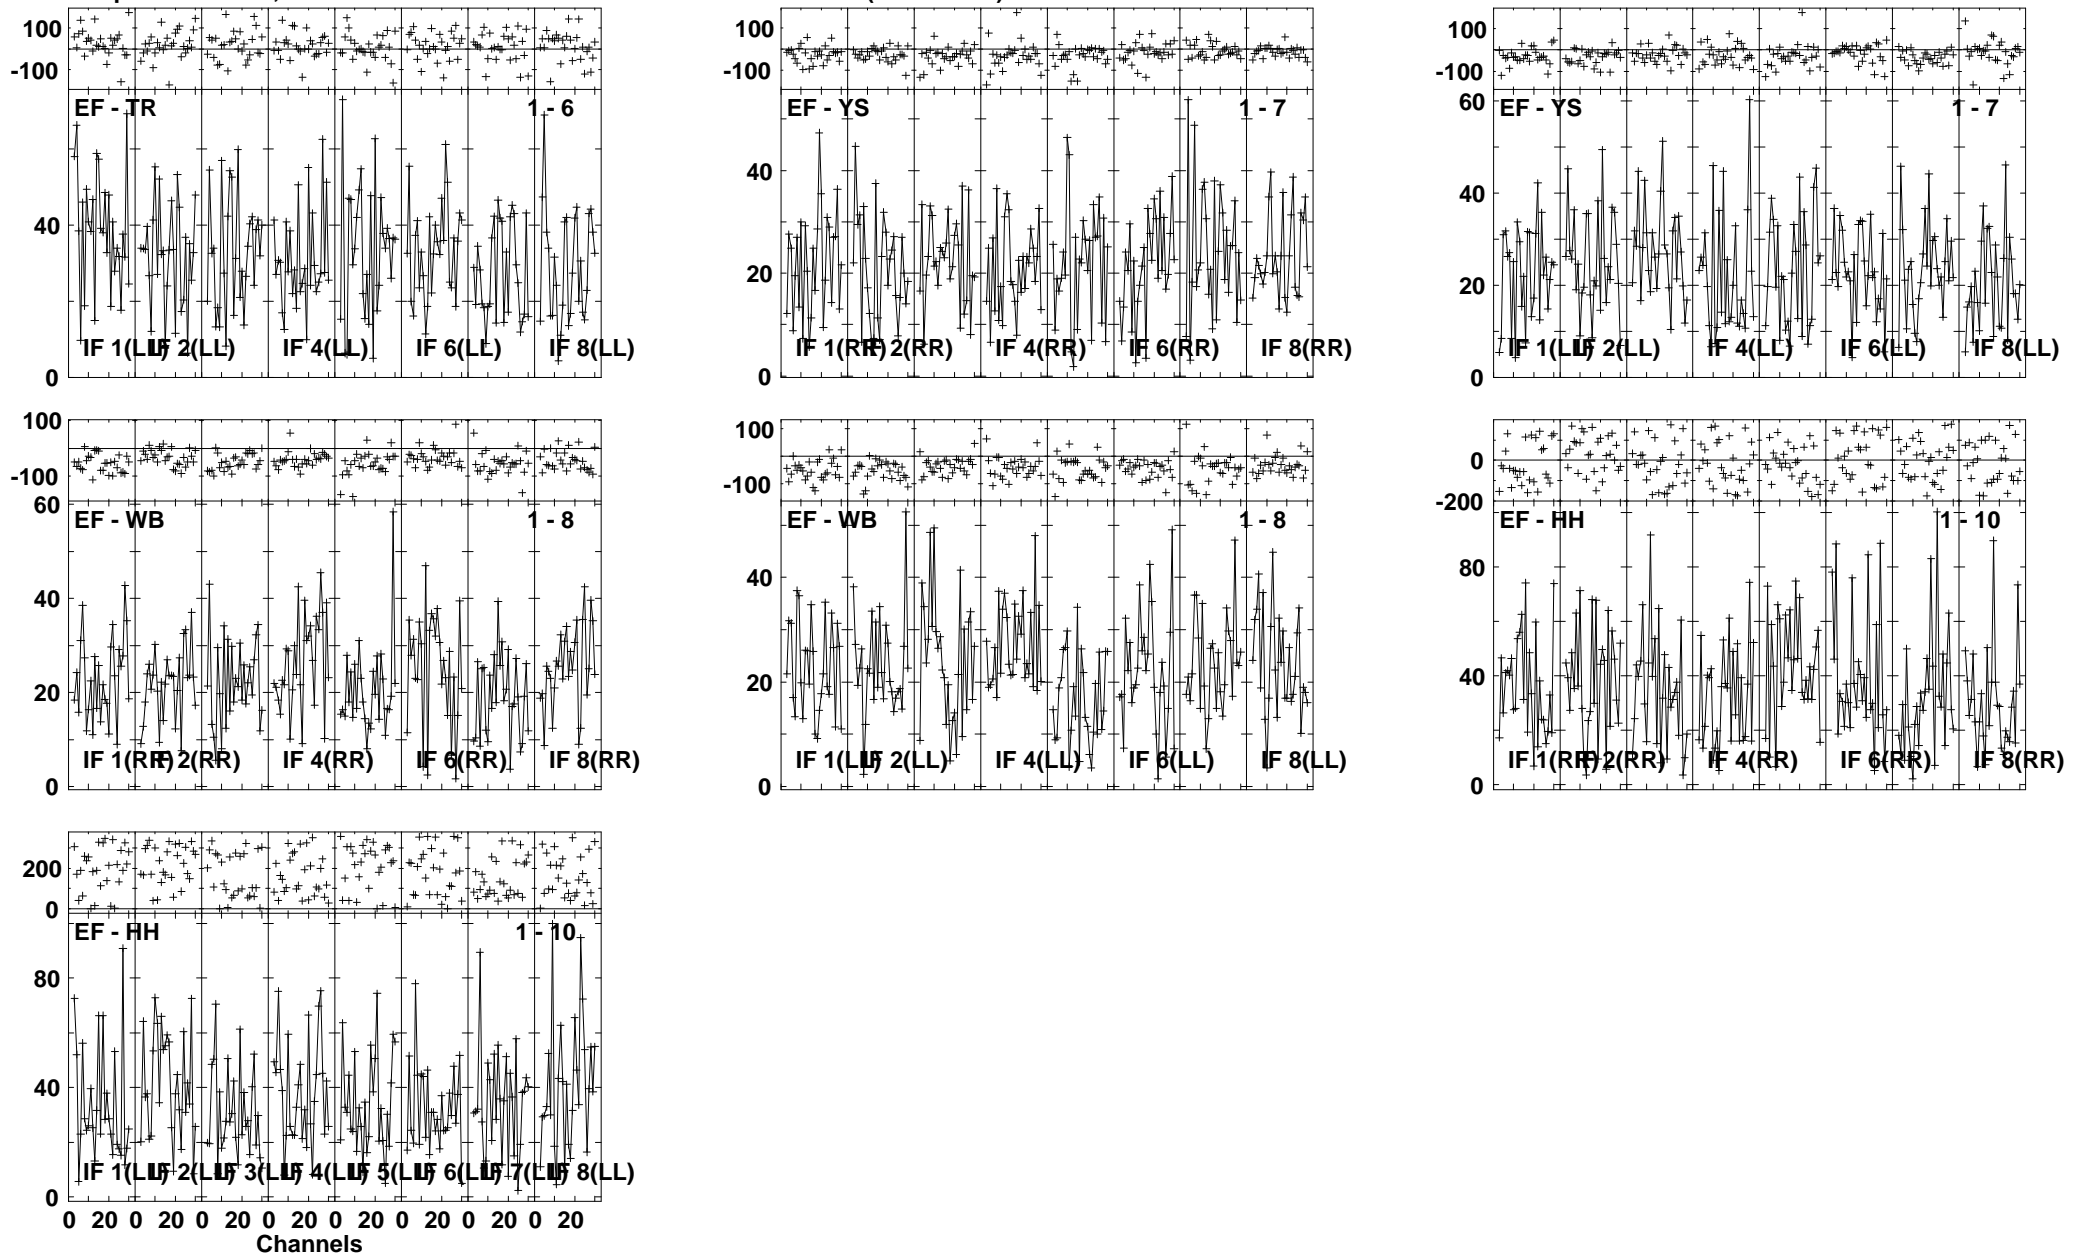 100
-100
EF - TR
1 - 6
40
IF 1(LL) IF 2(LL) IF 4(LL) IF 6(LL) IF 8(LL)
0
100
-100
EF - YS
1 - 7
40
20
IF 1(RR) IF 2(RR) IF 4(RR) IF 6(RR) IF 8(RR)
0
100
-100
60
EF - YS
1 - 7
40
20
IF 1(LL) IF 2(LL) IF 4(LL) IF 6(LL) IF 8(LL)
0
100
-100
60
EF - WB
1 - 8
40
20
IF 1(RR) IF 2(RR) IF 4(RR) IF 6(RR) IF 8(RR)
0
100
-100
EF - WB
1 - 8
40
20
IF 1(LL) IF 2(LL) IF 4(LL) IF 6(LL) IF 8(LL)
0
0
-200
EF - HH
1 - 10
80
40
IF 1(RR) IF 2(RR) IF 4(RR) IF 6(RR) IF 8(RR)
0
200
0
EF - HH
1 - 10
80
40
IF 1(LL) IF 2(LL) IF 3(LL) IF 4(LL) IF 5(LL) IF 6(LL) IF 7(LL) IF 8(LL)
0
0 20 0 20 0 20 0 20 0 20 0 20 0 20 0 20
Channels